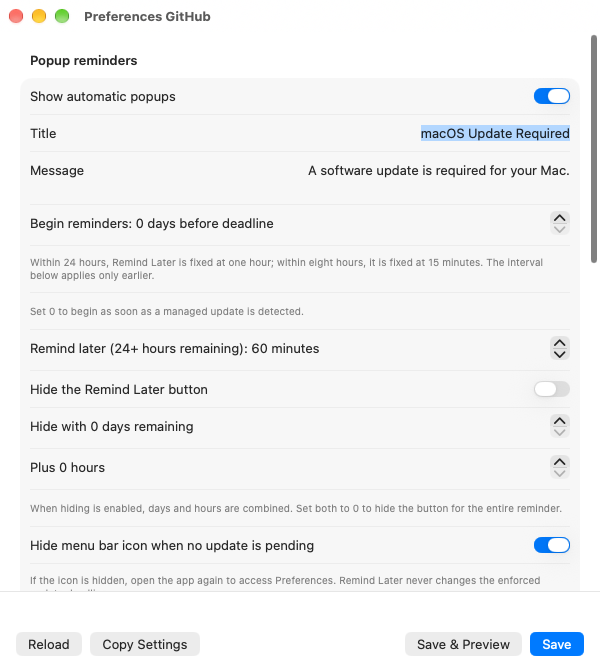 Preferences GitHub
Popup reminders
Show automatic popups
Title
macOS Update Required
Message
A software update is required for your Mac.
Begin reminders: 0 days before deadline
Within 24 hours, Remind Later is fixed at one hour; within eight hours, it is fixed at 15 minutes. The interval
below applies only earlier.
Set 0 to begin as soon as a managed update is detected.
Remind later (24+ hours remaining): 60 minutes
Hide the Remind Later button
Hide with 0 days remaining
Plus 0 hours
When hiding is enabled, days and hours are combined. Set both to 0 to hide the button for the entire reminder.
Hide menu bar icon when no update is pending
If the icon is hidden, open the app again to access Preferences. Remind Later never changes the enforced
Reload
Copy Settings
Save & Preview
Save